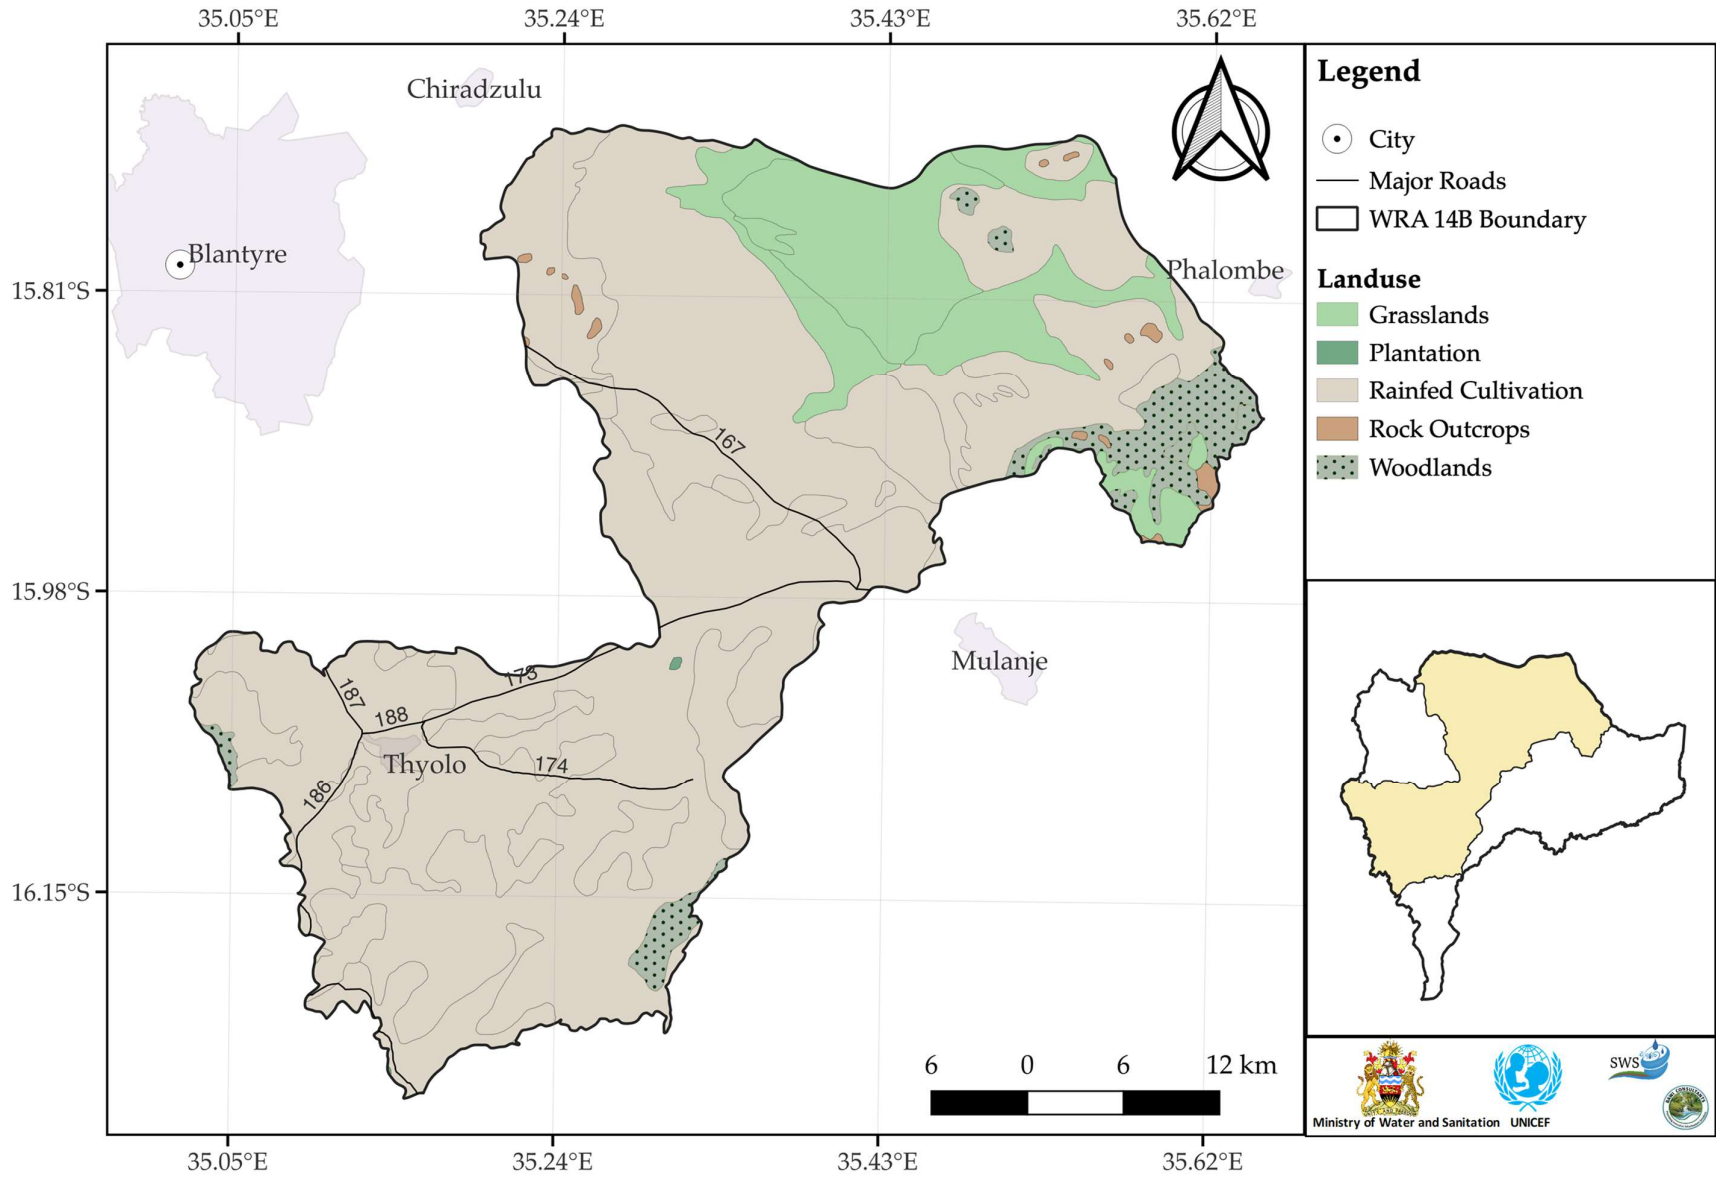 35.05°E
35.24°E
35.43°E
35.62°E
Chiradzulu
Blantyre
Phalombe
15.81°S
167
15.98°S
Mulanje
173
187
188
Thyolo
174
186
16.15°S
6 0 6 12 km
35.05°E
35.24°E
35.43°E
35.62°E
Legend
City
Major Roads
WRA 14B Boundary
Landuse
Grasslands
Plantation
Rainfed Cultivation
Rock Outcrops
Woodlands
SWS
Ministry of Water and Sanitation
UNICEF